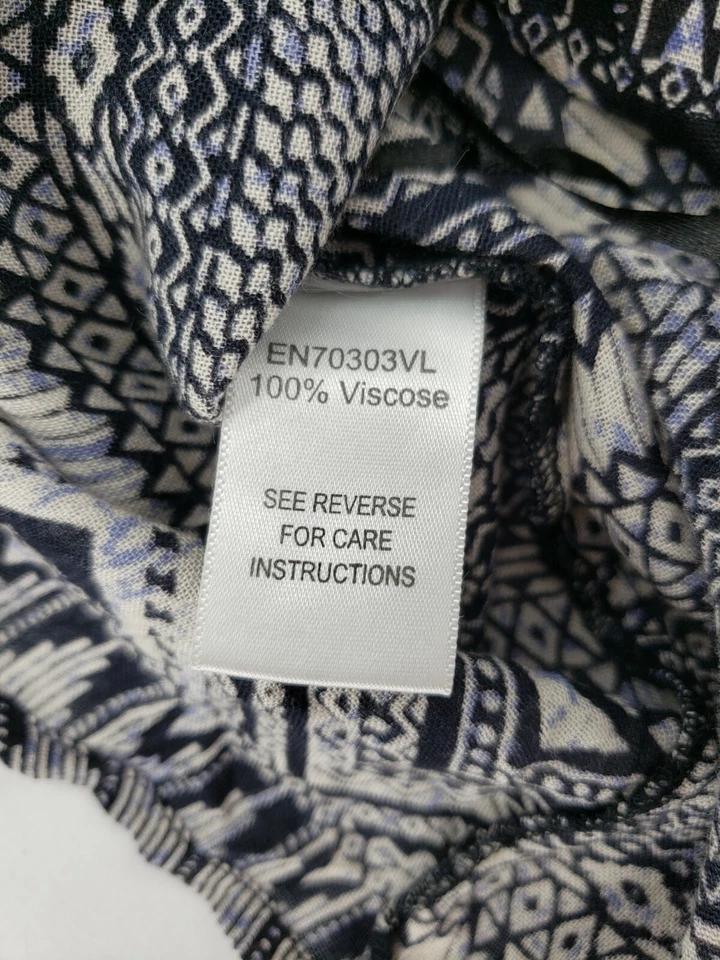 EN70303VL
100% Viscose
SEE REVERSE
FOR CARE
INSTRUCTIONS